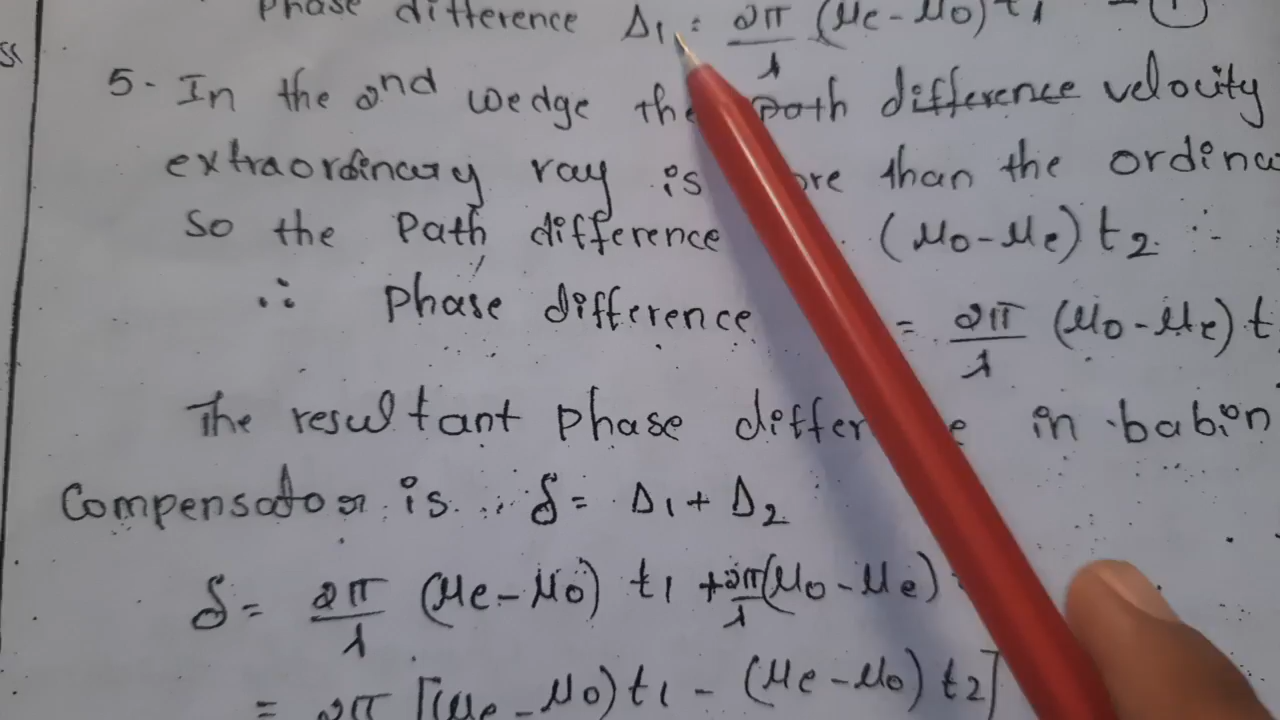 Phase difference Δ1 = 2π/λ (μe - μo) t1 - ①
5. In the 2nd wedge the path difference velocity
extraordinary ray is more than the ordina
So the Path difference (μo - μe) t2 ∴
∴ Phase difference = 2π/λ (μo - μe) t
The resultant phase difference in babin
Compensator is δ = Δ1 + Δ2
δ = 2π/λ (μe - μo) t1 + 2π/λ (μo - μe)
= 2π [(μe - μo) t1 - (μe - μo) t2]